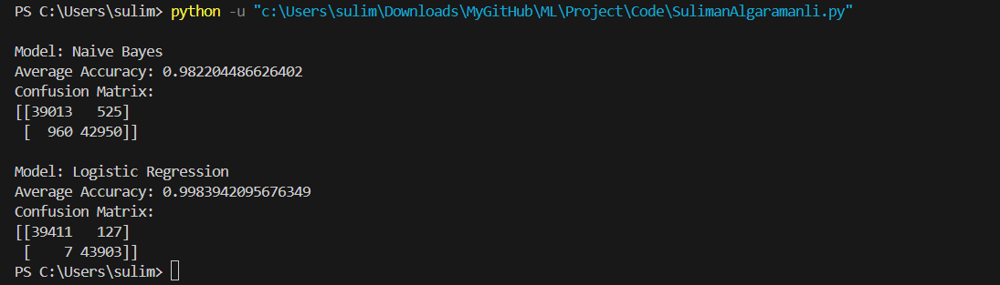 PS C:\Users\sulim> python -u "c:\Users\sulim\Downloads\MyGitHub\ML\Project\Code\SulimanAlgaramanli.py"
Model: Naive Bayes
Average Accuracy: 0.982204486626402
Confusion Matrix:
[[39013   525]
 [  960 42950]]
Model: Logistic Regression
Average Accuracy: 0.9983942095676349
Confusion Matrix:
[[39411   127]
 [    7 43903]]
PS C:\Users\sulim>